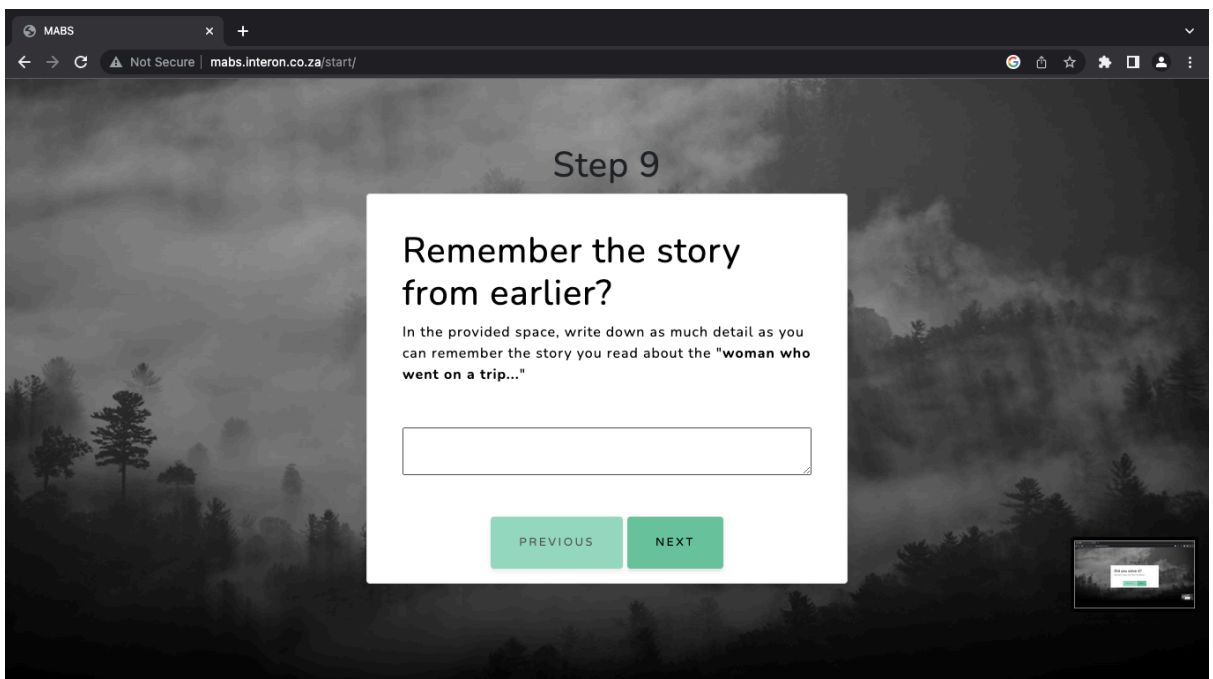 MABS
Not Secure | mabs.interon.co.za/start/
Step 9
Remember the story
from earlier?
In the provided space, write down as much detail as you
can remember the story you read about the "woman who
went on a trip..."
PREVIOUS
NEXT